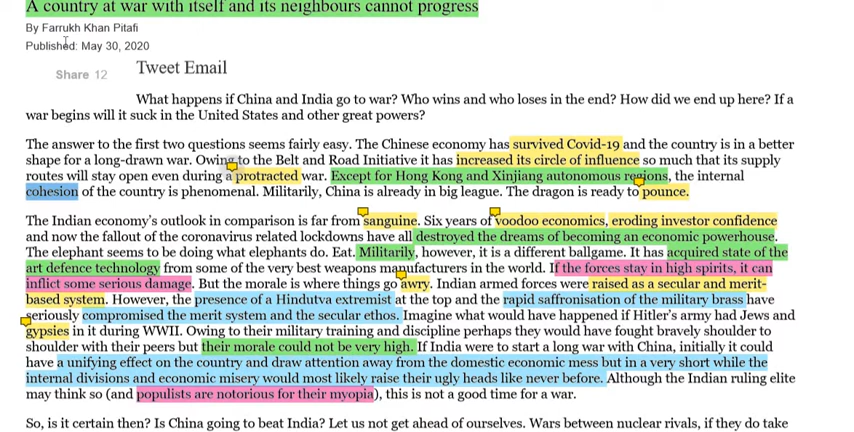 A country at war with itself and its neighbours cannot progress
By Farrukh Khan Pitafi
Published: May 30, 2020
Share 12
Tweet Email
What happens if China and India go to war? Who wins and who loses in the end? How did we end up here? If a
war begins will it suck in the United States and other great powers?
The answer to the first two questions seems fairly easy. The Chinese economy has survived Covid-19 and the country is in a better
shape for a long-drawn war. Owing to the Belt and Road Initiative it has increased its circle of influence so much that its supply
routes will stay open even during a protracted war. Except for Hong Kong and Xinjiang autonomous regions, the internal
cohesion of the country is phenomenal. Militarily, China is already in big league. The dragon is ready to pounce.
The Indian economy's outlook in comparison is far from sanguine. Six years of voodoo economics, eroding investor confidence
and now the fallout of the coronavirus related lockdowns have all destroyed the dreams of becoming an economic powerhouse.
The elephant seems to be doing what elephants do. Eat. Militarily, however, it is a different ballgame. It has acquired state of the
art defence technology from some of the very best weapons manufacturers in the world. If the forces stay in high spirits, it can
inflict some serious damage. But the morale is where things go awry. Indian armed forces were raised as a secular and merit-
based system. However, the presence of a Hindutva extremist at the top and the rapid saffronisation of the military brass have
seriously compromised the merit system and the secular ethos. Imagine what would have happened if Hitler's army had Jews and
gypsies in it during WWII. Owing to their military training and discipline perhaps they would have fought bravely shoulder to
shoulder with their peers but their morale could not be very high. If India were to start a long war with China, initially it could
have a unifying effect on the country and draw attention away from the domestic economic mess but in a very short while the
internal divisions and economic misery would most likely raise their ugly heads like never before. Although the Indian ruling elite
may think so (and populists are notorious for their myopia), this is not a good time for a war.
So, is it certain then? Is China going to beat India? Let us not get ahead of ourselves. Wars between nuclear rivals, if they do take